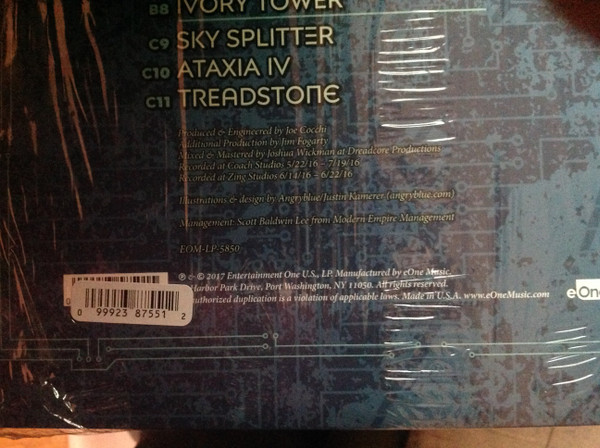 B8 IVORY TOWER
C9 SKY SPLITTER
C10 ATAXIA IV
C11 TREADSTONE
Produced & Engineered by Joe Cocchi
Additional Production by Jim Fogarty
Mixed & Mastered by Joshua Wickman at Dreadcore Productions
Recorded at Coach Studios 5/22/16 - 7/19/16
Recorded at Zing Studios 6/14/16 - 6/22/16
Illustrations & design by Angryblue/Justin Kamerer (angryblue.com)
Management: Scott Baldwin Lee from Modern Empire Management
EOM-LP-5850
℗ & © 2017 Entertainment One U.S., LP. Manufactured by eOne Music,
Harbor Park Drive, Port Washington, NY 11050. All rights reserved.
authorized duplication is a violation of applicable laws. Made in U.S.A. www.eOneMusic.com
eOne
0 99923 87551 2